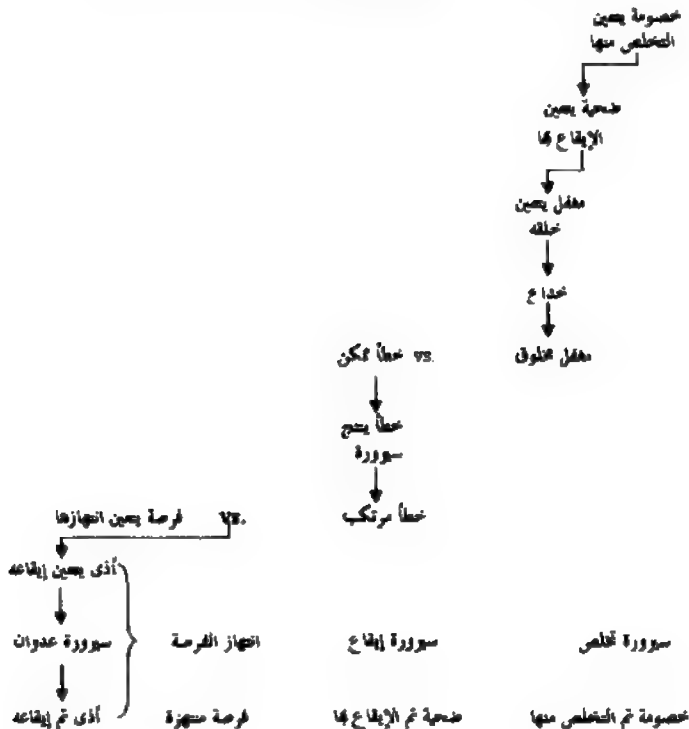 خصومة يتعين
التخلص منها
ضحية يتعين
الإيقاع بها
مغفل يتعين
خلقه
خداع
مغفل مخلوق
vs. خطأ ممكن
خطأ ينتج
سيرورة
خطأ مرتكب
vs. فرصة يتعين انتهازها
أذى يتعين إيقاعه
سيرورة تخلص
سيرورة إيقاع
انتهاز الفرصة
سيرورة عدوان
خصومة تم التخلص منها
ضحية تم الإيقاع بها
فرصة منتهزة
أذى تم إيقاعه